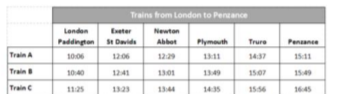 Trains from London to Penzance
London Paddington Exeter St Davids Newton Abbot Plymouth Truro Penzance
Train A 10:06 12:06 12:29 13:11 14:37 15:11
Train B 10:40 12:41 13:01 13:49 15:07 15:49
Train C 11:25 13:23 13:44 14:35 15:56 16:45